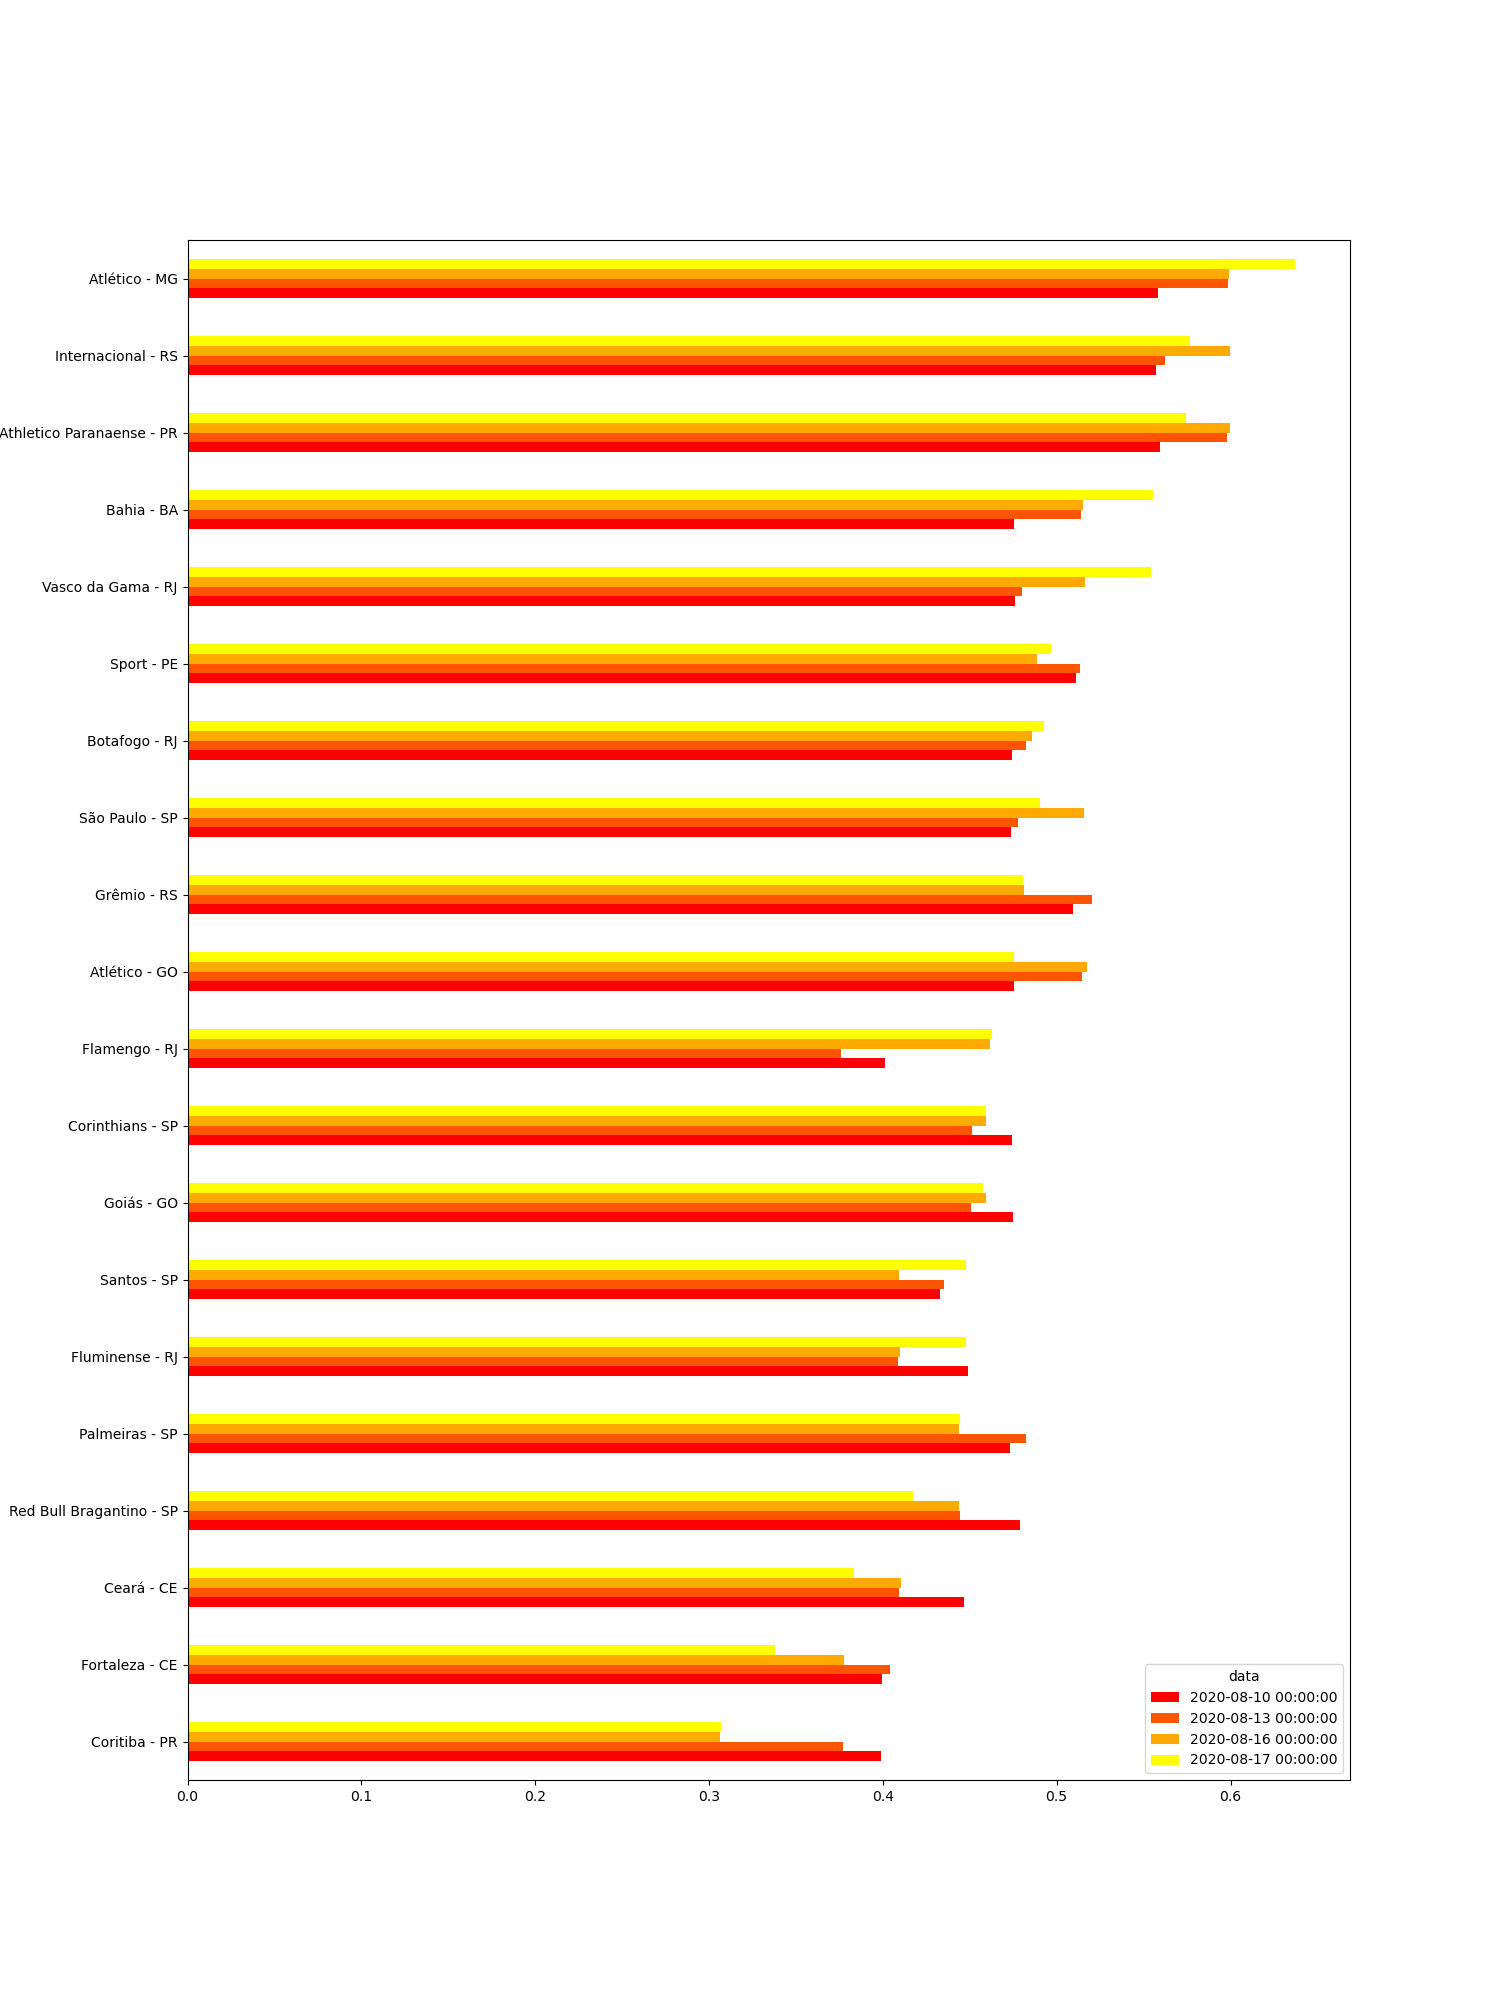 Atlético - MG
Internacional - RS
Athletico Paranaense - PR
Bahia - BA
Vasco da Gama - RJ
Sport - PE
Botafogo - RJ
São Paulo - SP
Grêmio - RS
Atlético - GO
Flamengo - RJ
Corinthians - SP
Goiás - GO
Santos - SP
Fluminense - RJ
Palmeiras - SP
Red Bull Bragantino - SP
Ceará - CE
Fortaleza - CE
Coritiba - PR
data
2020-08-10 00:00:00
2020-08-13 00:00:00
2020-08-16 00:00:00
2020-08-17 00:00:00
0.0 0.1 0.2 0.3 0.4 0.5 0.6